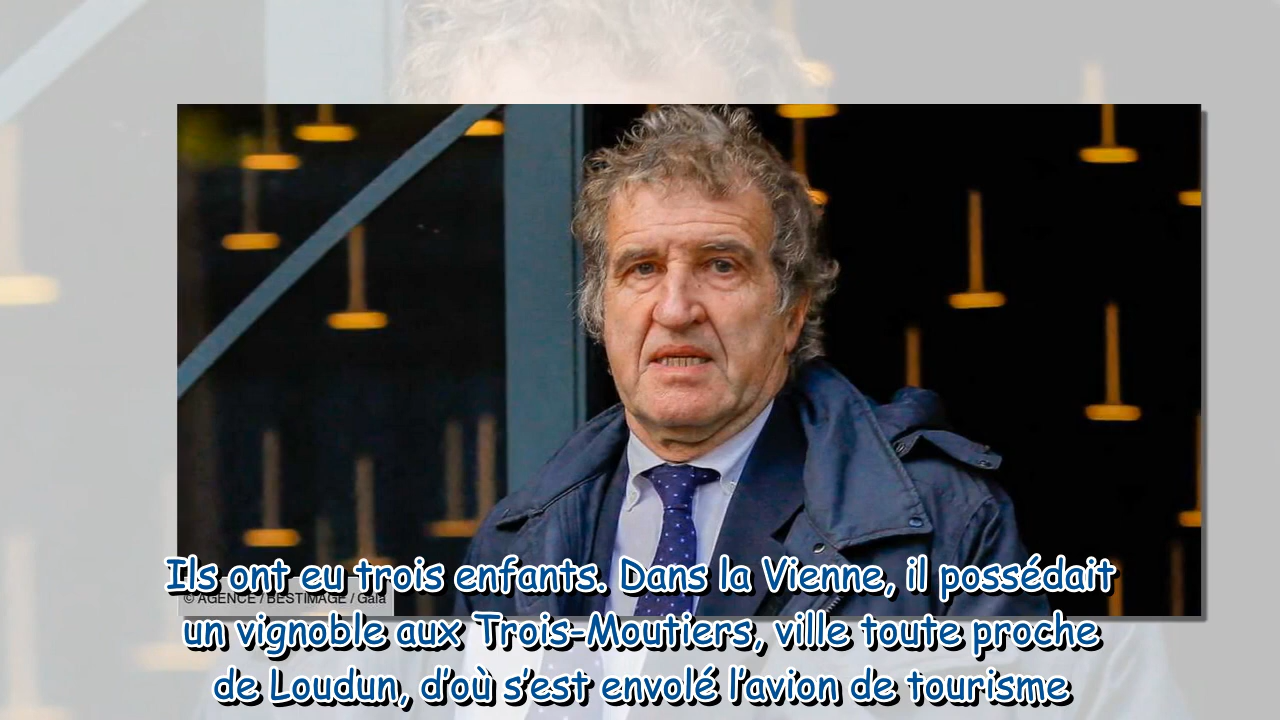 Ils ont eu trois enfants. Dans la Vienne, il possédait
© AGENCE / BESTIMAGE / Gala
un vignoble aux Trois-Moutiers, ville toute proche
de Loudun, d’où s’est envolé l’avion de tourisme